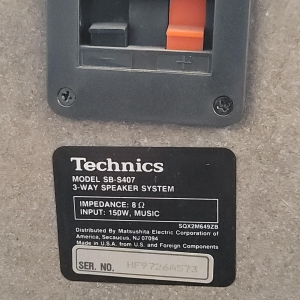 - +
Technics
MODEL SB-S407
3-WAY SPEAKER SYSTEM
IMPEDANCE: 8 Ω
INPUT: 150W, MUSIC
SQX2M649ZB
Distributed By Matsushita Electric Corporation of
America, Secaucus, NJ 07094
Made in U.S.A. from U.S. and Foreign Components
SER. NO. HF9726A573